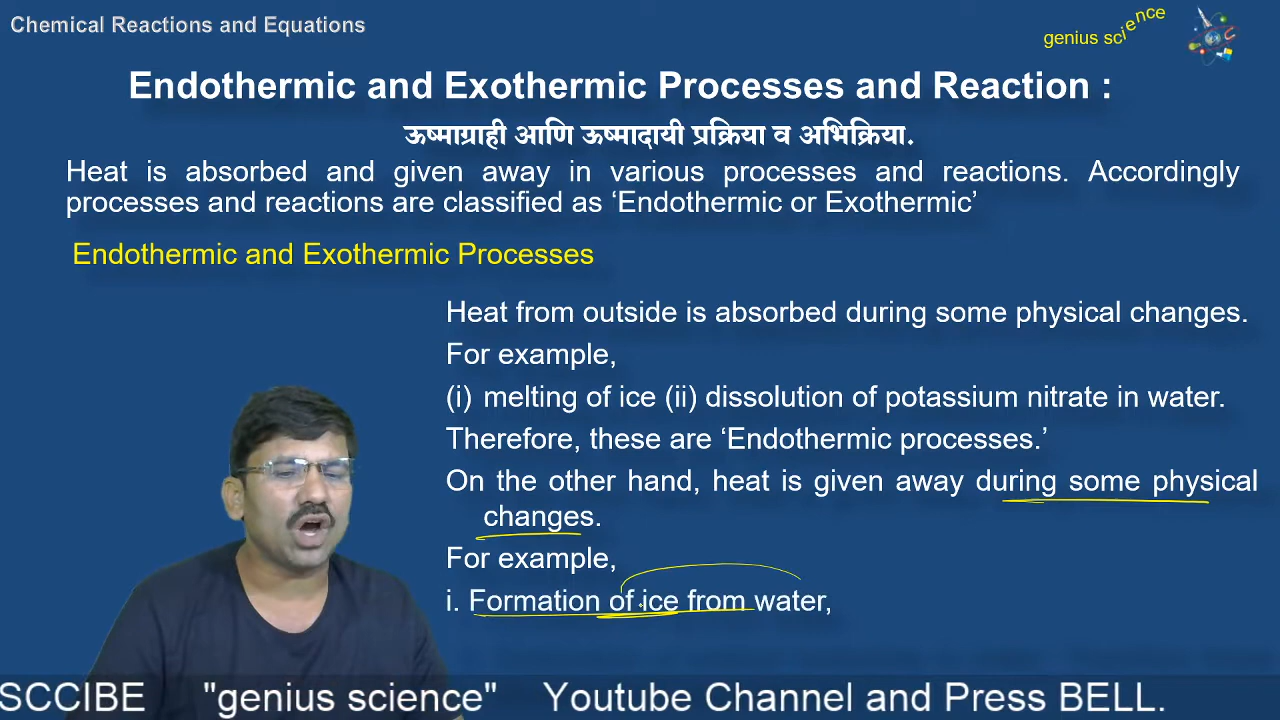 Chemical Reactions and Equations
genius science
Endothermic and Exothermic Processes and Reaction :
ऊष्माग्राही आणि ऊष्मादायी प्रक्रिया व अभिक्रिया.
Heat is absorbed and given away in various processes and reactions. Accordingly
processes and reactions are classified as ‘Endothermic or Exothermic’
Endothermic and Exothermic Processes
Heat from outside is absorbed during some physical changes.
For example,
(i) melting of ice (ii) dissolution of potassium nitrate in water.
Therefore, these are ‘Endothermic processes.’
On the other hand, heat is given away during some physical
changes.
For example,
i. Formation of ice from water,
SCCIBE "genius science" Youtube Channel and Press BELL.